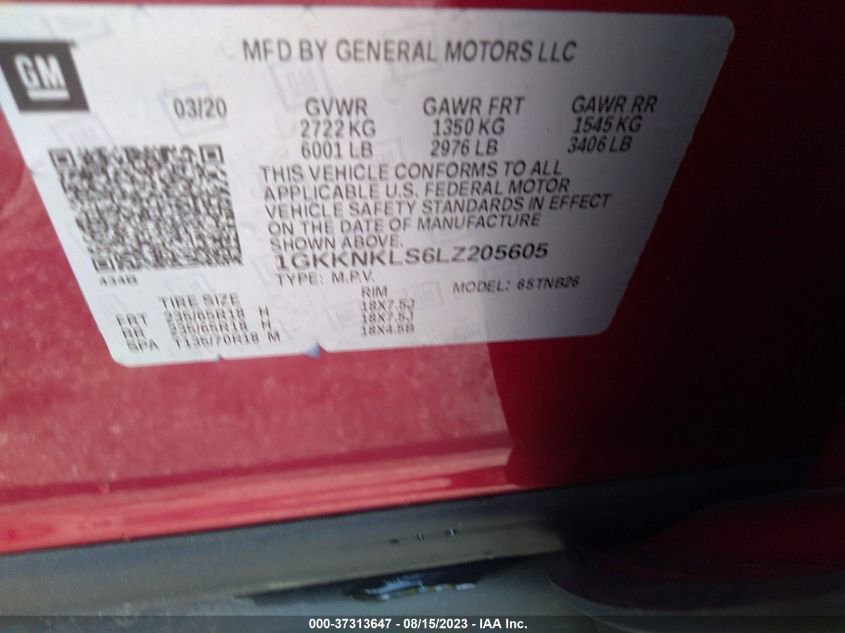 GM
MFD BY GENERAL MOTORS LLC
03/20 GVWR GAWR FRT GAWR RR
2722 KG 1350 KG 1545 KG
6001 LB 2976 LB 3406 LB
THIS VEHICLE CONFORMS TO ALL
APPLICABLE U.S. FEDERAL MOTOR
VEHICLE SAFETY STANDARDS IN EFFECT
ON THE DATE OF MANUFACTURE
SHOWN ABOVE.
1GKKNKLS6LZ205605
434B TYPE: M.P.V. MODEL: 65TNB26
TIRE SIZE RIM
FRT 235/65R18 H 18X7.5J
RR 235/65R18 H 18X7.5J
SPA T135/70R18 M 18X4.5B
000-37313647 - 08/15/2023 - IAA Inc.